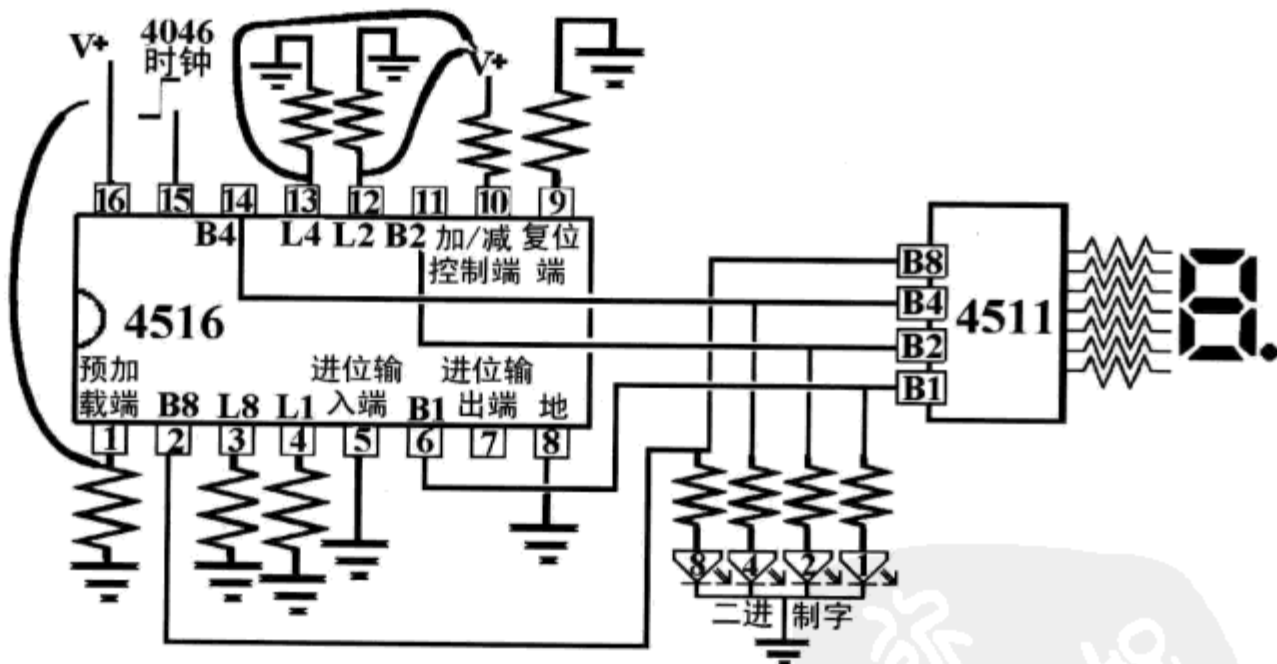 V+
4046
时钟
V+
16 15 14 13 12 11 10 9
B4 L4 L2 B2 加/减 复位
控制端 端
4516
预加 进位输 进位输
载端 B8 L8 L1 入端 B1 出端 地
1 2 3 4 5 6 7 8
B8
B4
B2
B1
4511
8 4 2 1
二进 制字